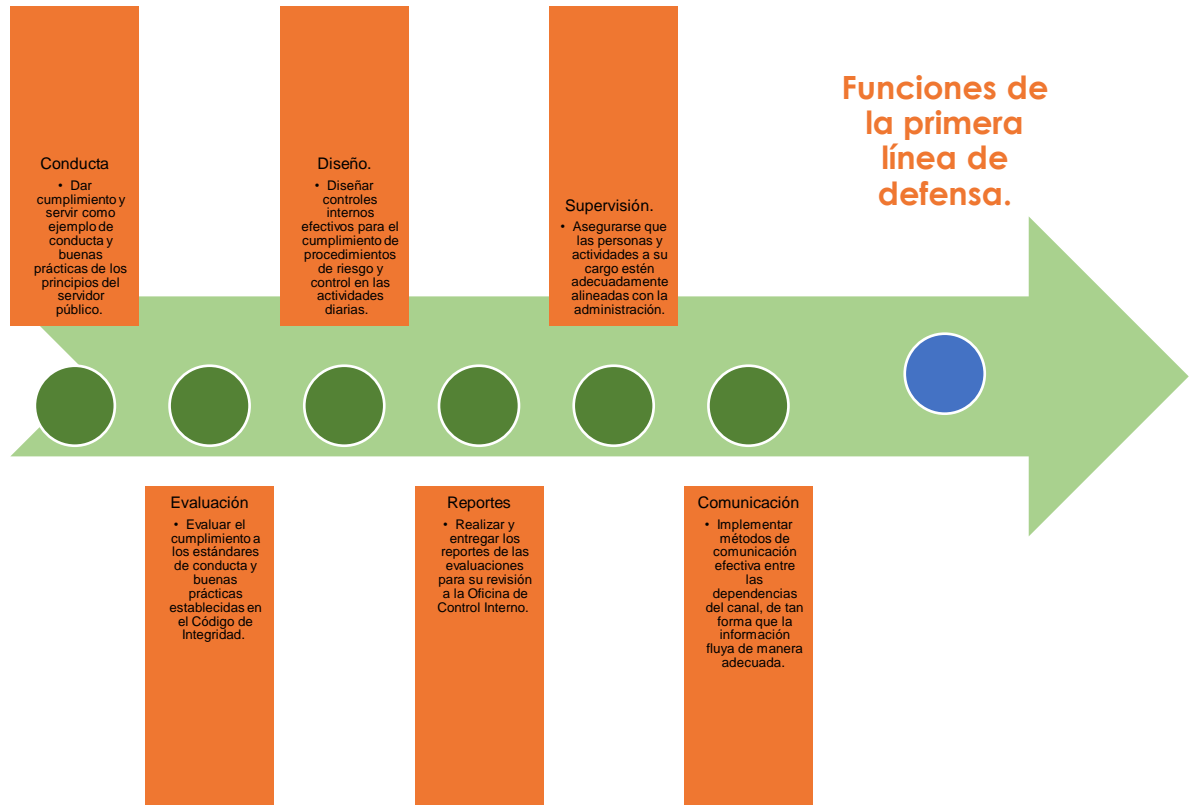 Funciones de
la primera
línea de
defensa.
Conducta
• Dar
cumplimiento y
servir como
ejemplo de
conducta y
buenas
prácticas de los
principios del
servidor
público.
Evaluación
• Evaluar el
cumplimiento a
los estándares
de conducta y
buenas
prácticas
establecidas en
el Código de
Integridad.
Diseño.
• Diseñar
controles
internos
efectivos para el
cumplimiento de
procedimientos
de riesgo y
control en las
actividades
diarias.
Reportes
• Realizar y
entregar los
reportes de las
evaluaciones
para su revisión
a la Oficina de
Control Interno.
Supervisión.
• Asegurarse que
las personas y
actividades a su
cargo estén
adecuadamente
alineadas con la
administración.
Comunicación
• Implementar
métodos de
comunicación
efectiva entre
las
dependencias
del canal, de tan
forma que la
información
fluya de manera
adecuada.